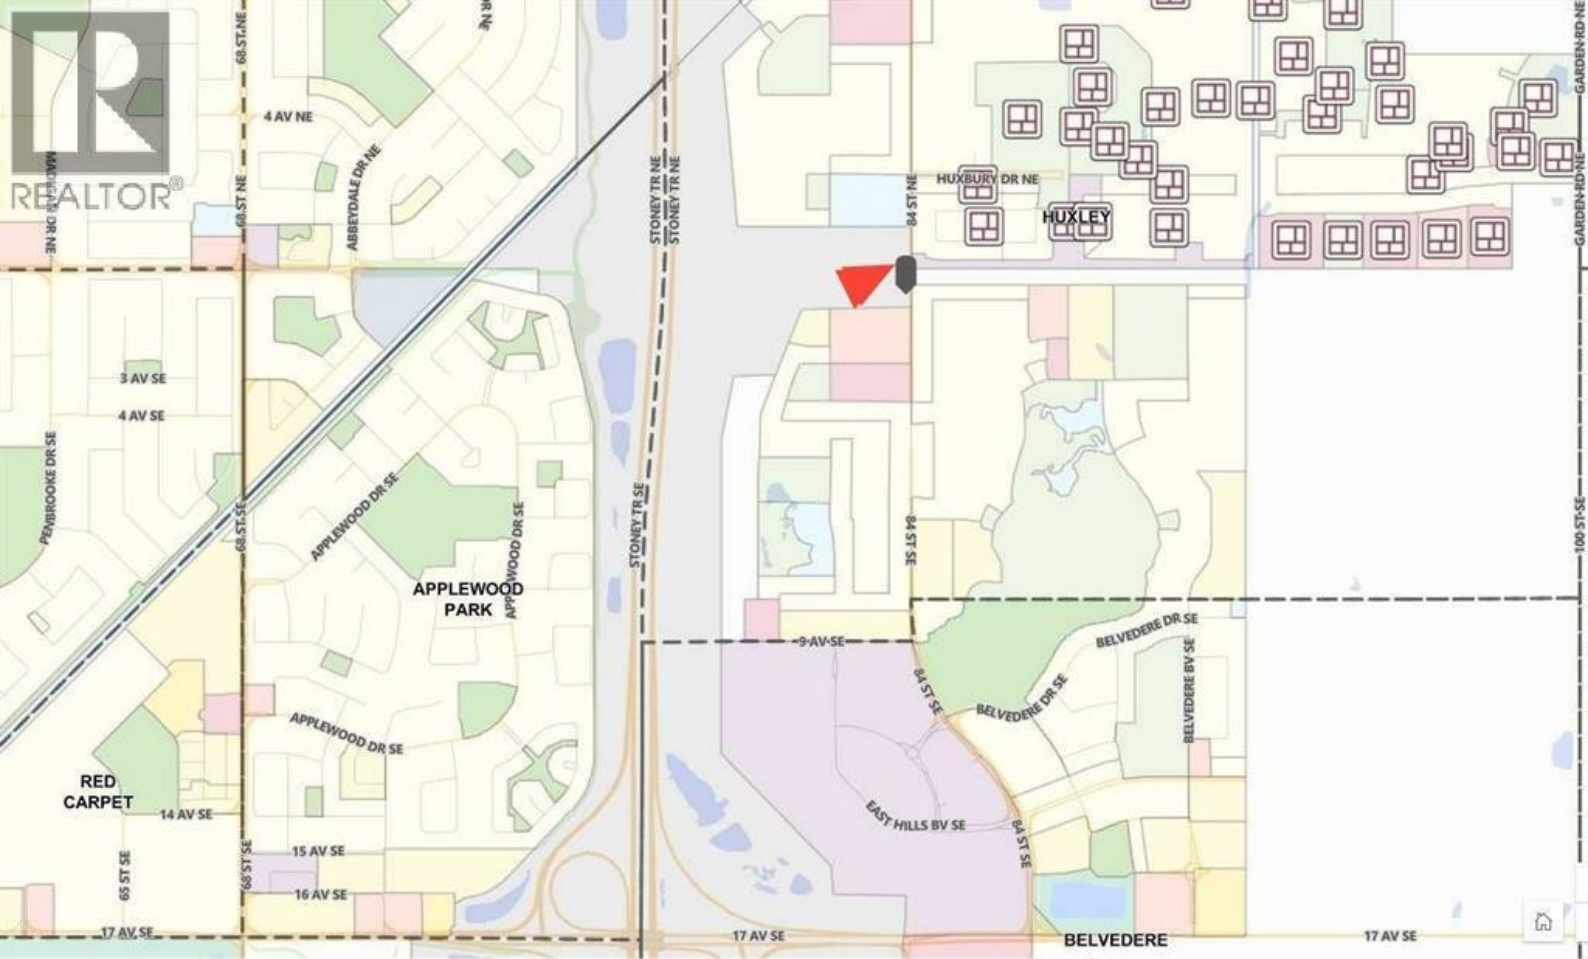 REALTOR®
68 ST NE
4 AV NE
ABBEYDALE DR NE
68 ST NE
STONEY TR NE
STONEY TR NE
84 ST NE
HUXBURY DR NE
HUXLEY
GARDEN RD NE
GARDEN RD NE
3 AV SE
4 AV SE
PENBROOKE DR SE
68 ST SE
APPLEWOOD DR SE
APPLEWOOD DR SE
APPLEWOOD
PARK
STONEY TR SE
84 ST SE
100 ST SE
9 AV SE
84 ST SE
BELVEDERE DR SE
BELVEDERE DR SE
BELVEDERE BV SE
APPLEWOOD DR SE
RED
CARPET
14 AV SE
EAST HILLS BV SE
84 ST SE
15 AV SE
65 ST SE
68 ST SE
16 AV SE
17 AV SE
17 AV SE
BELVEDERE
17 AV SE